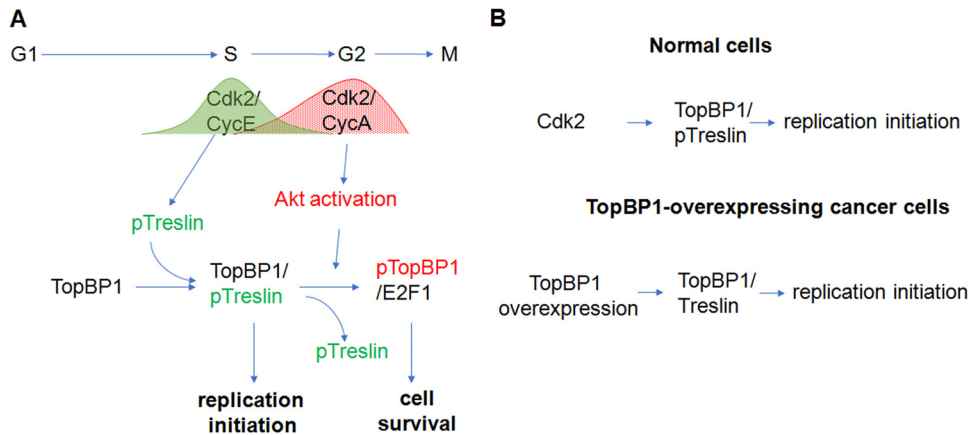 A
G1
S
G2
M
Cdk2/
CycE
Cdk2/
CycA
Akt activation
pTreslin
TopBP1
TopBP1/
pTreslin
pTopBP1
/E2F1
pTreslin
replication
initiation
cell
survival
B
Normal cells
Cdk2
TopBP1/
pTreslin
replication initiation
TopBP1-overexpressing cancer cells
TopBP1
overexpression
TopBP1/
Treslin
replication initiation